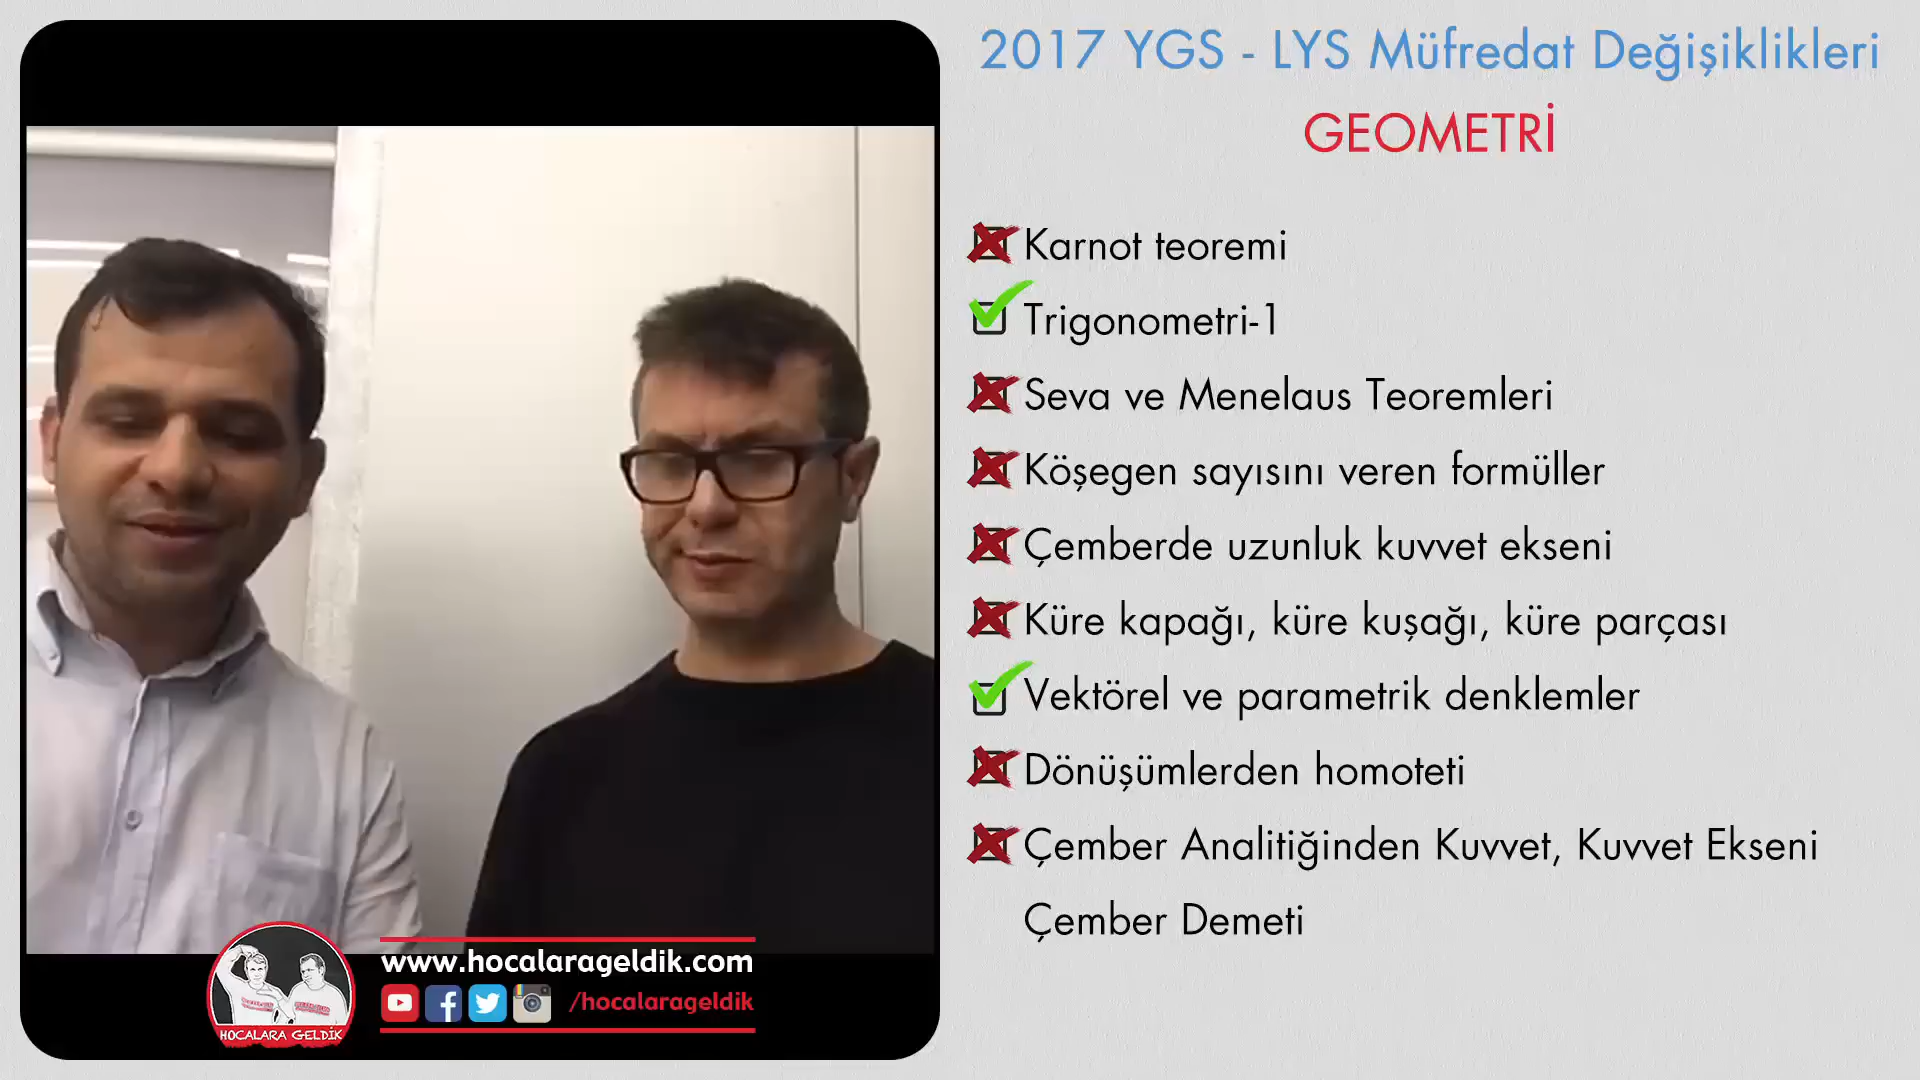 2017 YGS - LYS Müfredat Değişiklikleri
GEOMETRİ
Karnot teoremi
Trigonometri-1
Seva ve Menelaus Teoremleri
Köşegen sayısını veren formüller
Çemberde uzunluk kuvvet ekseni
Küre kapağı, küre kuşağı, küre parçası
Vektörel ve parametrik denklemler
Dönüşümlerden homoteti
Çember Analitiğinden Kuvvet, Kuvvet Ekseni
Çember Demeti
www.hocalarageldik.com
/hocalarageldik
HOCALARA GELDİK